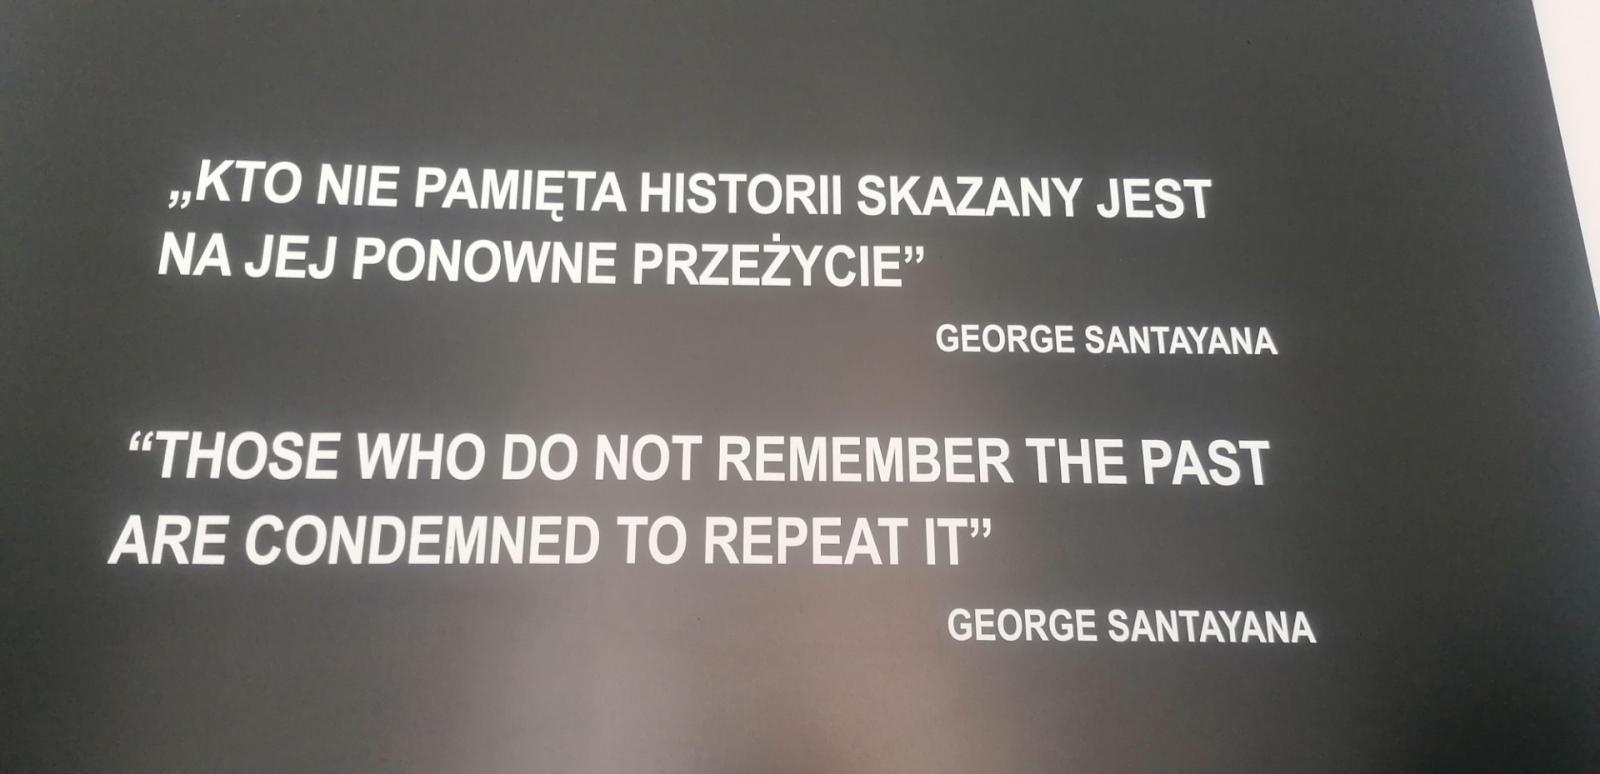 „KTO NIE PAMIĘTA HISTORII SKAZANY JEST
NA JEJ PONOWNE PRZEŻYCIE”
GEORGE SANTAYANA
“THOSE WHO DO NOT REMEMBER THE PAST
ARE CONDEMNED TO REPEAT IT”
GEORGE SANTAYANA